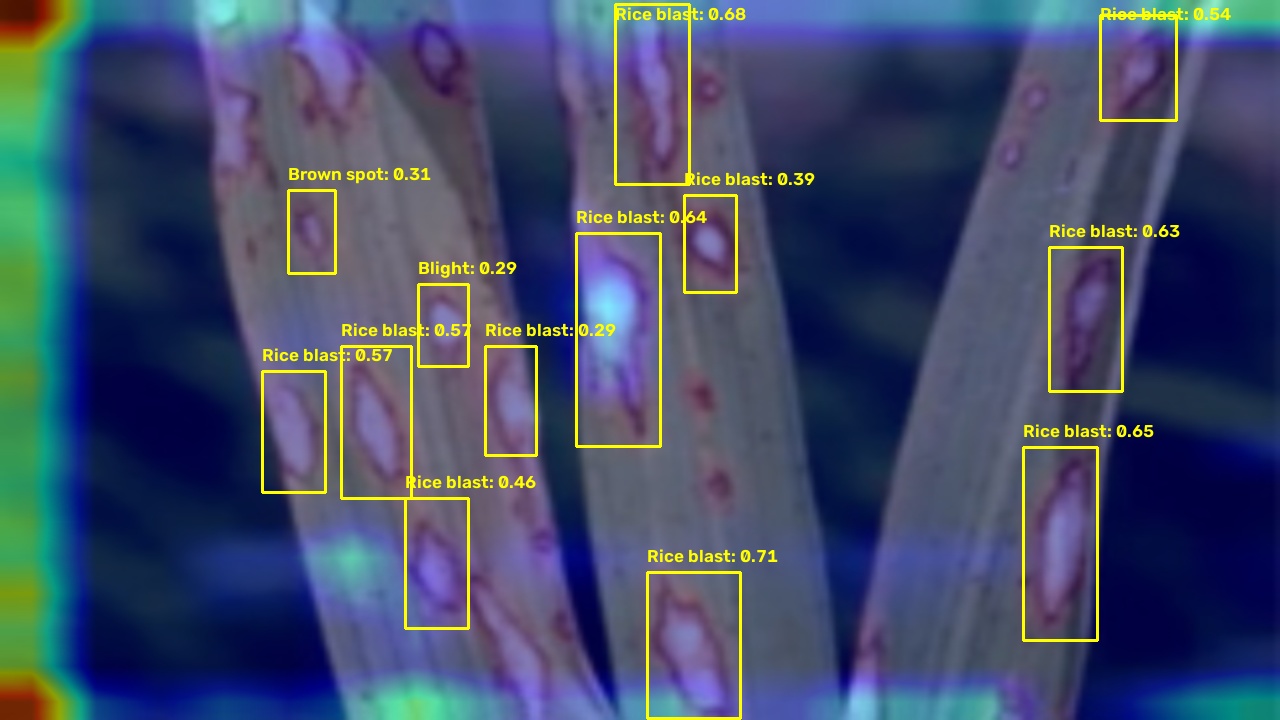 Rice blast: 0.68
Rice blast: 0.54
Brown spot: 0.31
Rice blast: 0.39
Rice blast: 0.64
Rice blast: 0.63
Blight: 0.29
Rice blast: 0.57
Rice blast: 0.29
Rice blast: 0.57
Rice blast: 0.65
Rice blast: 0.46
Rice blast: 0.71